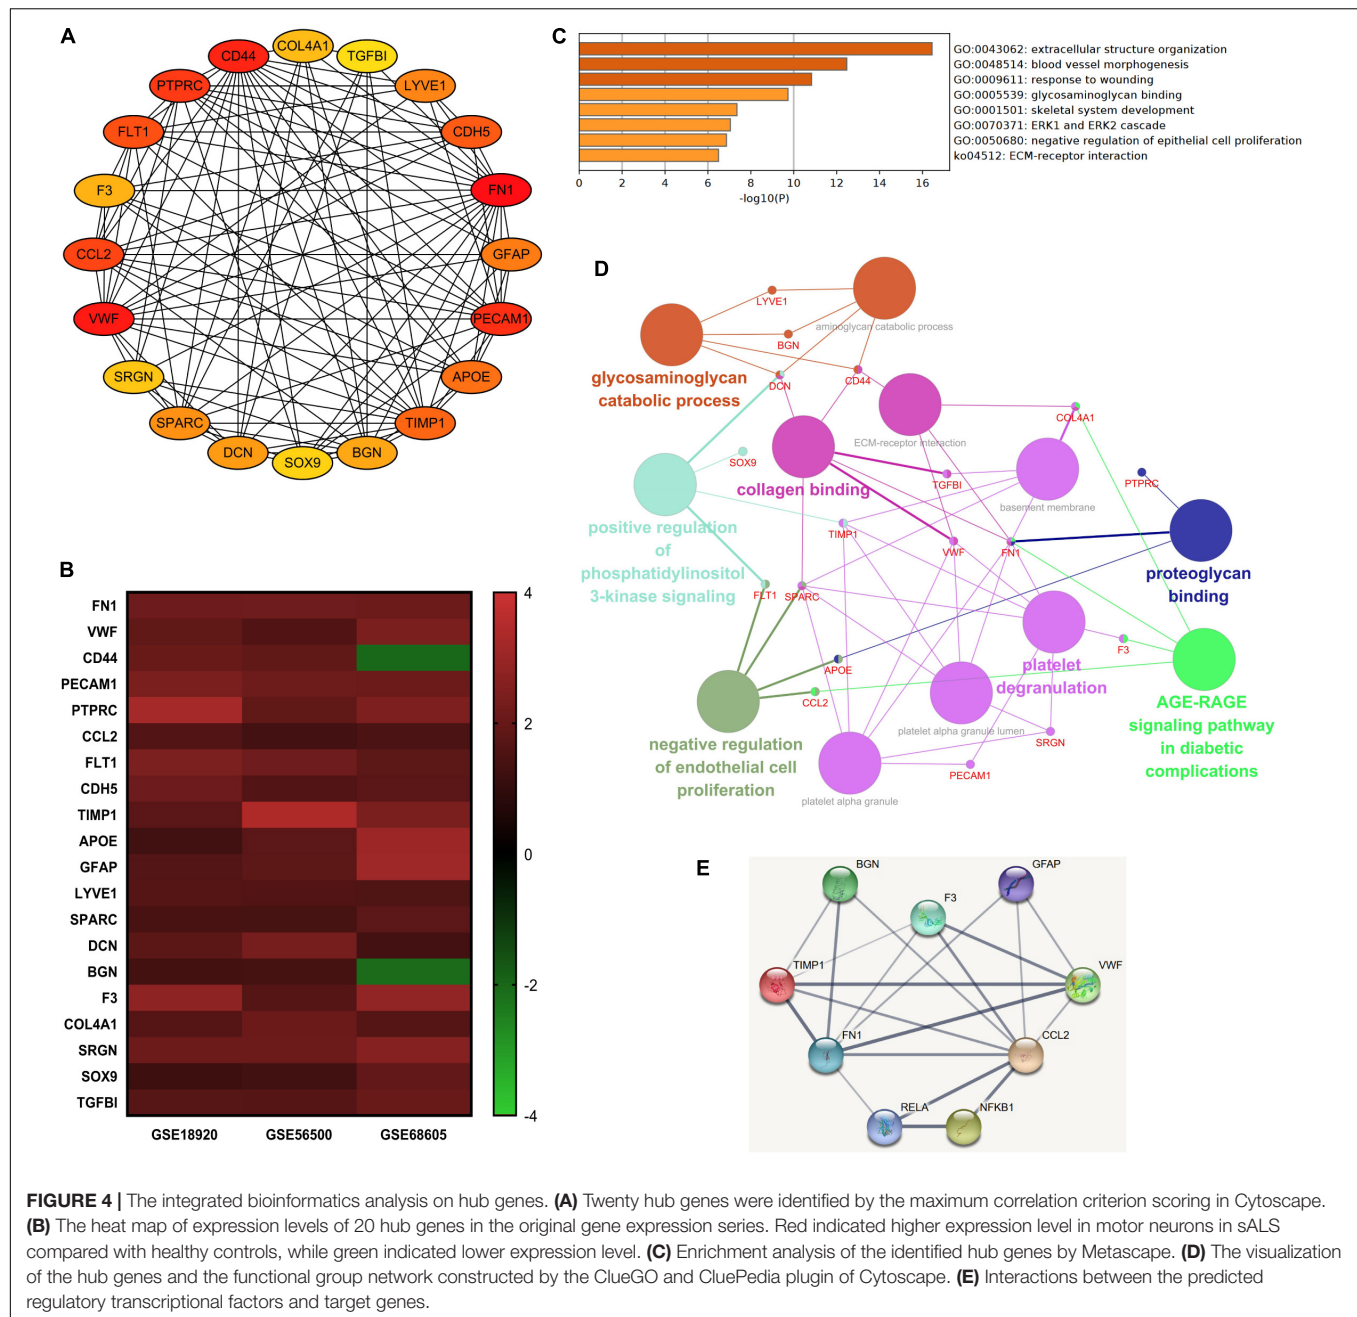 A
CD44
COL4A1
TGFBI
PTPRC
LYVE1
FLT1
CDH5
F3
FN1
CCL2
GFAP
VWF
PECAM1
SRGN
APOE
SPARC
TIMP1
DCN
SOX9
BGN
B
FN1
VWF
CD44
PECAM1
PTPRC
CCL2
FLT1
CDH5
TIMP1
APOE
GFAP
LYVE1
SPARC
DCN
BGN
F3
COL4A1
SRGN
SOX9
TGFBI
GSE18920 GSE56500 GSE68605
4
2
0
-2
-4
C
GO:0043062: extracellular structure organization
GO:0048514: blood vessel morphogenesis
GO:0009611: response to wounding
GO:0005539: glycosaminoglycan binding
GO:0001501: skeletal system development
GO:0070371: ERK1 and ERK2 cascade
GO:0050680: negative regulation of epithelial cell proliferation
ko04512: ECM-receptor interaction
0 2 4 6 8 10 12 14 16
-log10(P)
D
LYVE1
aminoglycan catabolic process
BGN
glycosaminoglycan
catabolic process
DCN
CD44
COL4A1
ECM-receptor interaction
SOX9
collagen binding
TGFBI
basement membrane
PTPRC
positive regulation
of
phosphatidylinositol
3-kinase signaling
TIMP1
VWF
FN1
proteoglycan
binding
FLT1
SPARC
F3
APOE
platelet
degranulation
CCL2
AGE-RAGE
signaling pathway
in diabetic
complications
platelet alpha granule lumen
SRGN
negative regulation
of endothelial cell
proliferation
PECAM1
platelet alpha granule
E
BGN
GFAP
F3
TIMP1
VWF
FN1
CCL2
RELA
NFKB1
FIGURE 4 | The integrated bioinformatics analysis on hub genes. (A) Twenty hub genes were identified by the maximum correlation criterion scoring in Cytoscape.
(B) The heat map of expression levels of 20 hub genes in the original gene expression series. Red indicated higher expression level in motor neurons in sALS
compared with healthy controls, while green indicated lower expression level. (C) Enrichment analysis of the identified hub genes by Metascape. (D) The visualization
of the hub genes and the functional group network constructed by the ClueGO and CluePedia plugin of Cytoscape. (E) Interactions between the predicted
regulatory transcriptional factors and target genes.